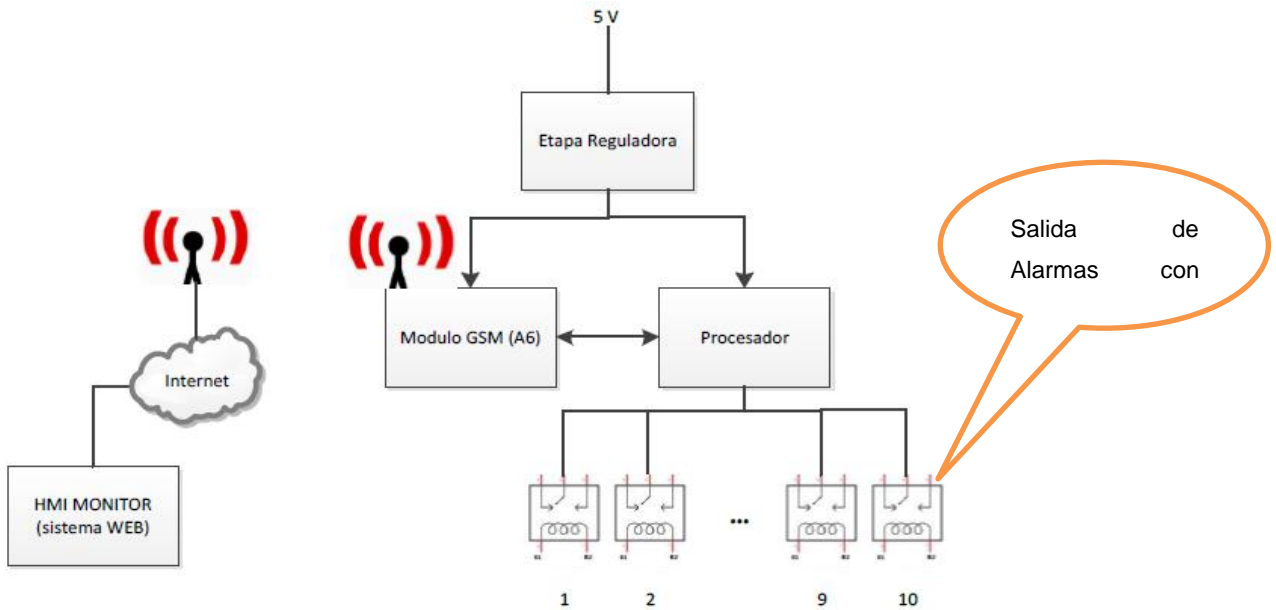 5 V
Etapa Reguladora
Salida de
Alarmas con
Modulo GSM (A6)
Procesador
Internet
HMI MONITOR
(sistema WEB)
...
1 2 9 10